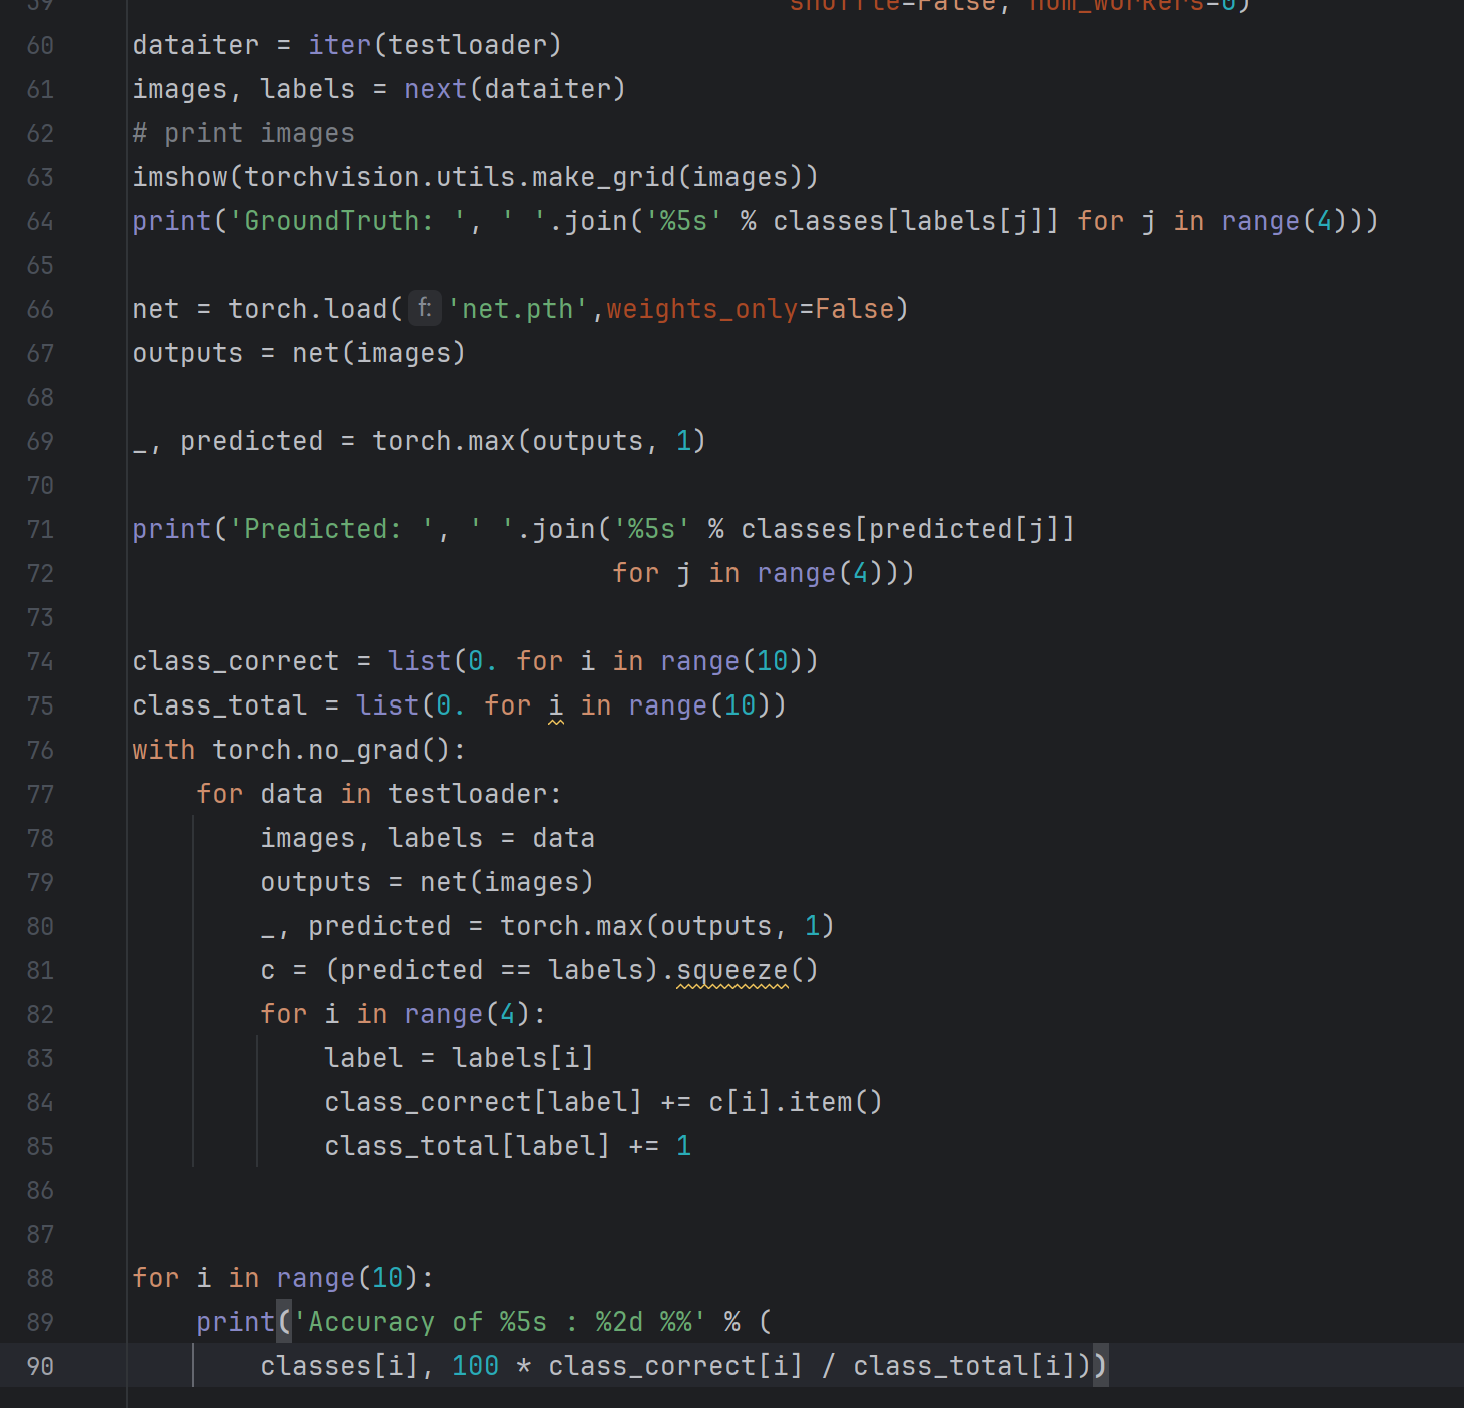 59 shuffle=False, num_workers=0)
60 dataiter = iter(testloader)
61 images, labels = next(dataiter)
62 # print images
63 imshow(torchvision.utils.make_grid(images))
64 print('GroundTruth: ', ' '.join('%5s' % classes[labels[j]] for j in range(4)))
65
66 net = torch.load( f: 'net.pth',weights_only=False)
67 outputs = net(images)
68
69 _, predicted = torch.max(outputs, 1)
70
71 print('Predicted: ', ' '.join('%5s' % classes[predicted[j]]
72                               for j in range(4)))
73
74 class_correct = list(0. for i in range(10))
75 class_total = list(0. for i in range(10))
76 with torch.no_grad():
77     for data in testloader:
78         images, labels = data
79         outputs = net(images)
80         _, predicted = torch.max(outputs, 1)
81         c = (predicted == labels).squeeze()
82         for i in range(4):
83             label = labels[i]
84             class_correct[label] += c[i].item()
85             class_total[label] += 1
86
87
88 for i in range(10):
89     print('Accuracy of %5s : %2d %%' % (
90         classes[i], 100 * class_correct[i] / class_total[i]))